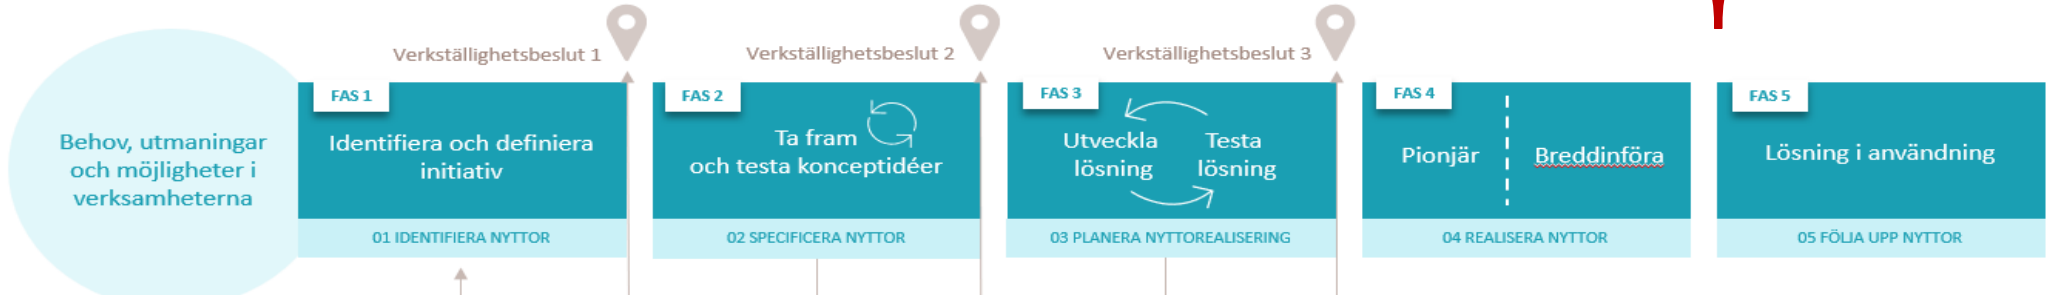 Verkställighetsbeslut 1
Verkställighetsbeslut 2
Verkställighetsbeslut 3
Behov, utmaningar
och möjligheter i
verksamheterna
FAS 1
Identifiera och definiera
initiativ
01 IDENTIFIERA NYTTOR
FAS 2
Ta fram
och testa konceptidéer
02 SPECIFICERA NYTTOR
FAS 3
Utveckla
lösning
Testa
lösning
03 PLANERA NYTTOREALISERING
FAS 4
Pionjär
Breddinföra
04 REALISERA NYTTOR
FAS 5
Lösning i användning
05 FÖLJA UPP NYTTOR